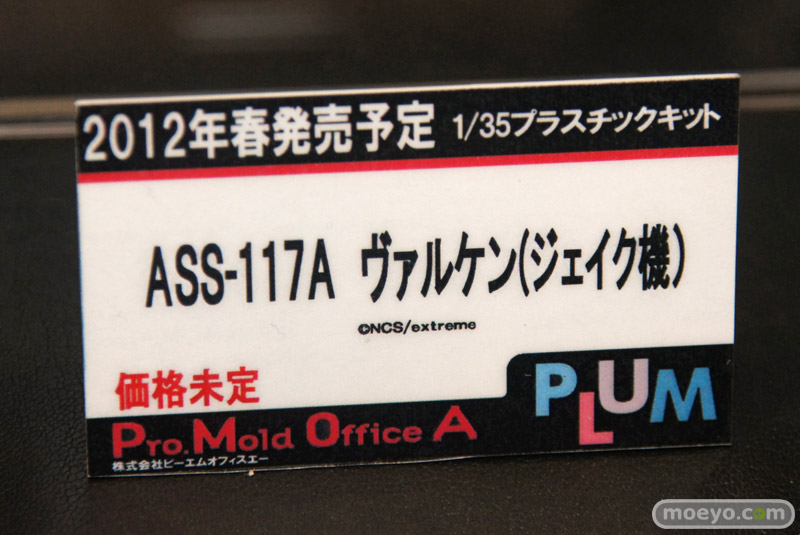 2012年春発売予定 1/35プラスチックキット
ASS-117A ヴァルケン(ジェイク機)
©NCS/extreme
価格未定
PLUM
Pro.Mold Office A
株式会社ピーエムオフィスエー
moeyo.com